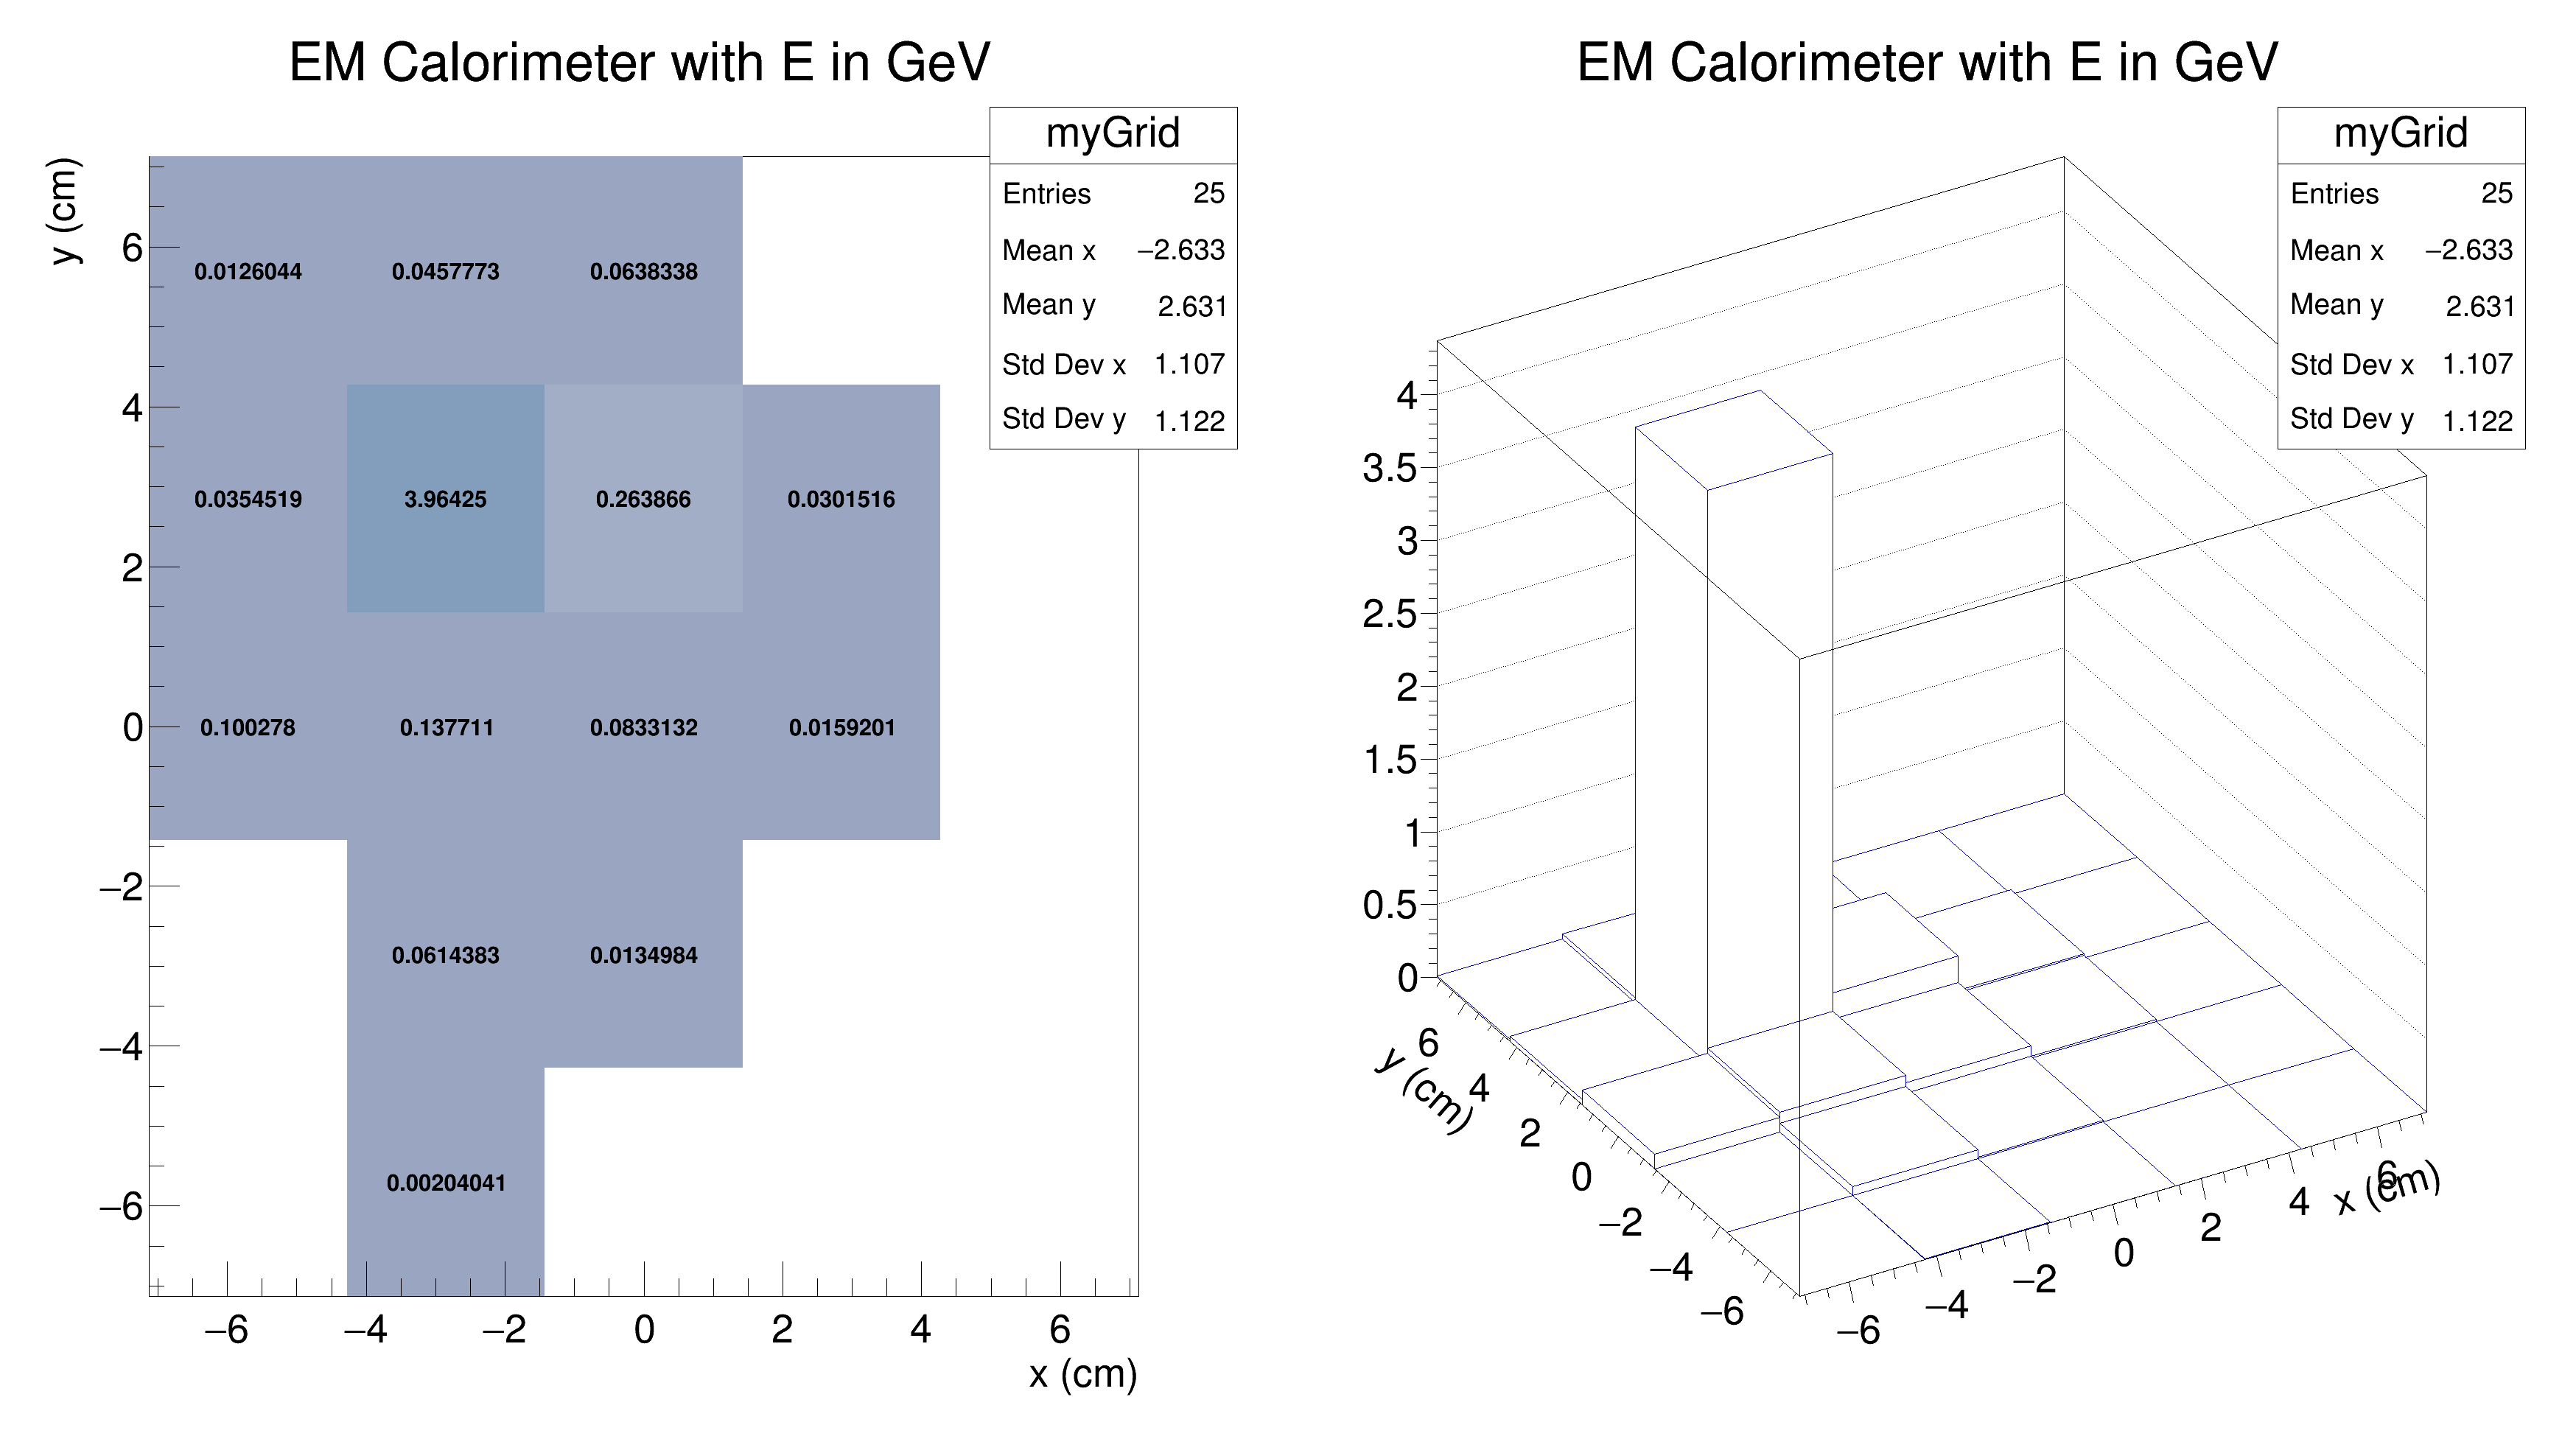 EM Calorimeter with E in GeV
myGrid
Entries 25
Mean x −2.633
Mean y 2.631
Std Dev x 1.107
Std Dev y 1.122
y (cm)
6
4
2
0
−2
−4
−6
0.0126044 0.0457773 0.0638338
0.0354519 3.96425 0.263866 0.0301516
0.100278 0.137711 0.0833132 0.0159201
0.0614383 0.0134984
0.00204041
−6 −4 −2 0 2 4 6
x (cm)
EM Calorimeter with E in GeV
myGrid
Entries 25
Mean x −2.633
Mean y 2.631
Std Dev x 1.107
Std Dev y 1.122
4
3.5
3
2.5
2
1.5
1
0.5
0
6
4
2
0
−2
−4
−6
y (cm)
−6
−4
−2
0
2
4
6
x (cm)